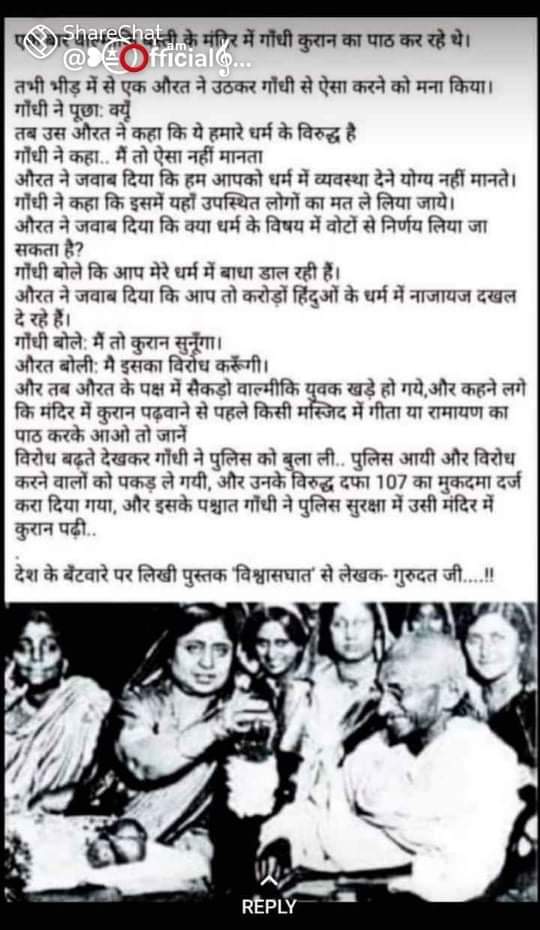 ShareChat
@ Official
के मंदिर में गाँधी कुरान का पाठ कर रहे थे।
तभी भीड़ में से एक औरत ने उठकर गाँधी से ऐसा करने को मना किया।
गाँधी ने पूछा: क्यूँ
तब उस औरत ने कहा कि ये हमारे धर्म के विरुद्ध है
गाँधी ने कहा.. मैं तो ऐसा नहीं मानता
औरत ने जवाब दिया कि हम आपको धर्म में व्यवस्था देने योग्य नहीं मानते।
गाँधी ने कहा कि इसमें यहाँ उपस्थित लोगों का मत ले लिया जाये।
औरत ने जवाब दिया कि क्या धर्म के विषय में वोटों से निर्णय लिया जा
सकता है?
गाँधी बोले कि आप मेरे धर्म में बाधा डाल रही हैं।
औरत ने जवाब दिया कि आप तो करोड़ों हिंदुओं के धर्म में नाजायज दखल
दे रहे हैं।
गाँधी बोले: मैं तो कुरान सुनूँगा।
औरत बोली: मै इसका विरोध करूँगी।
और तब औरत के पक्ष में सैकड़ो वाल्मीकि युवक खड़े हो गये,और कहने लगे
कि मंदिर में कुरान पढ़वाने से पहले किसी मस्जिद में गीता या रामायण का
पाठ करके आओ तो जानें
विरोध बढ़ते देखकर गाँधी ने पुलिस को बुला ली.. पुलिस आयी और विरोध
करने वालों को पकड़ ले गयी, और उनके विरुद्ध दफा 107 का मुकदमा दर्ज
करा दिया गया, और इसके पश्चात गाँधी ने पुलिस सुरक्षा में उसी मंदिर में
कुरान पढ़ी..
.
देश के बँटवारे पर लिखी पुस्तक 'विश्वासघात' से लेखक- गुरुदत जी....!!
REPLY